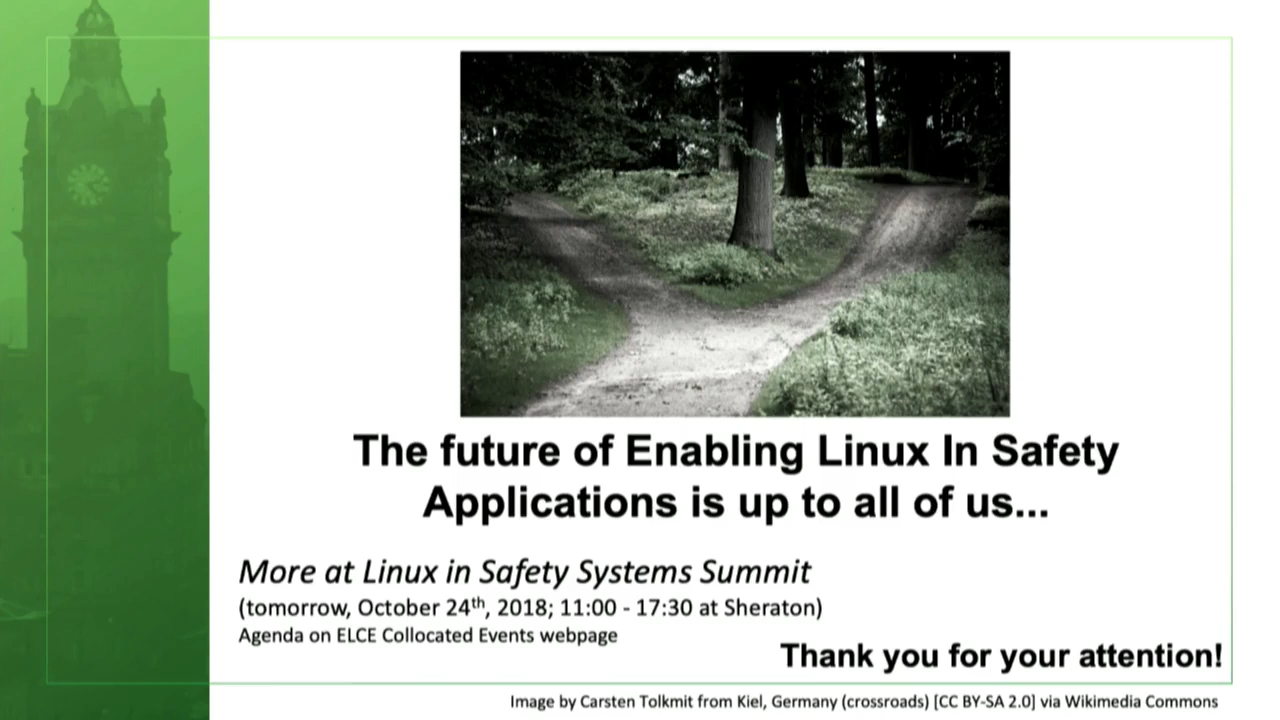 The future of Enabling Linux In Safety
Applications is up to all of us...
More at Linux in Safety Systems Summit
(tomorrow, October 24th, 2018; 11:00 - 17:30 at Sheraton)
Agenda on ELCE Collocated Events webpage
Thank you for your attention!
Image by Carsten Tolkmit from Kiel, Germany (crossroads) [CC BY-SA 2.0] via Wikimedia Commons